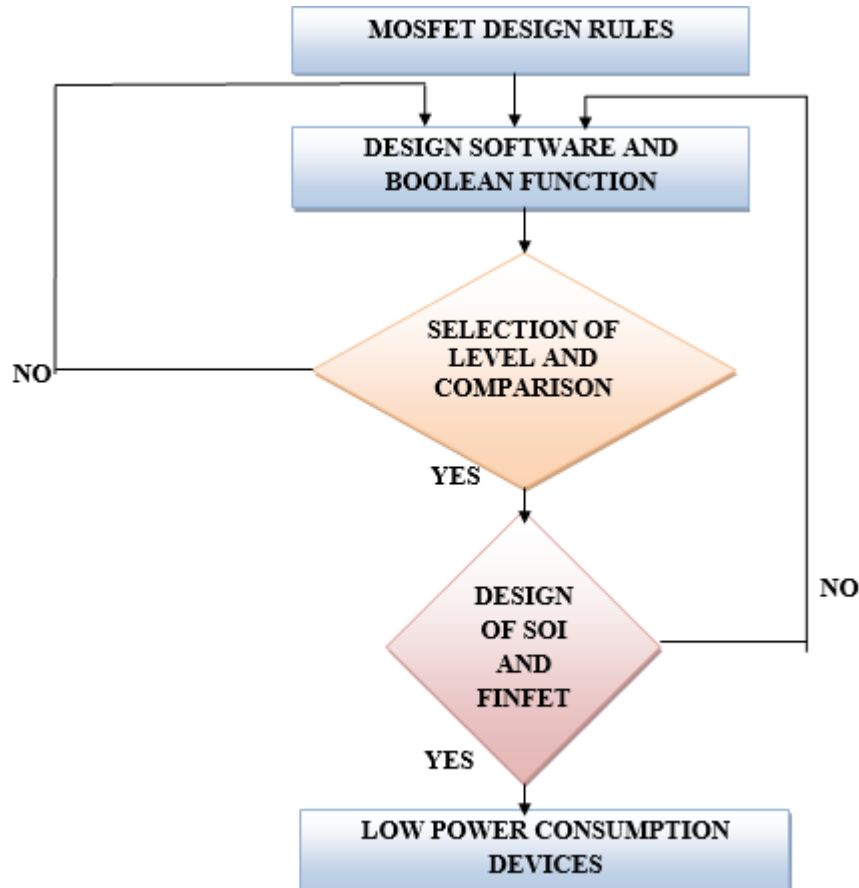 MOSFET DESIGN RULES
DESIGN SOFTWARE AND
BOOLEAN FUNCTION
SELECTION OF
LEVEL AND
COMPARISON
NO
YES
DESIGN
OF SOI
AND
FINFET
NO
YES
LOW POWER CONSUMPTION
DEVICES